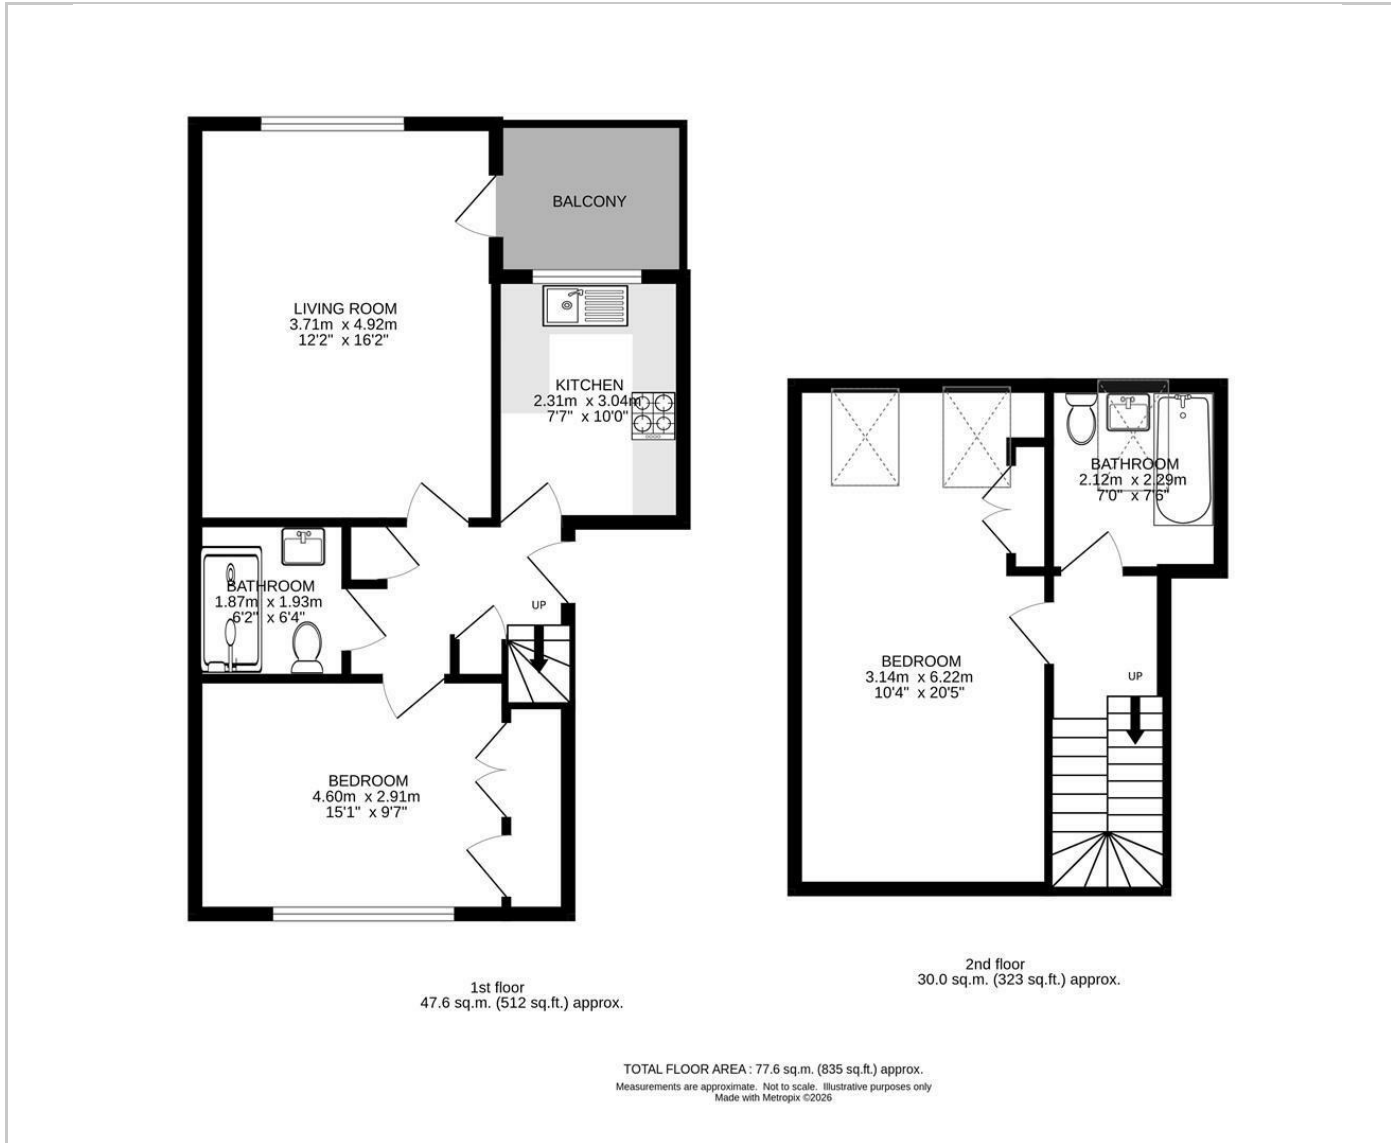 BALCONY
LIVING ROOM
3.71m x 4.92m
12'2" x 16'2"
KITCHEN
2.31m x 3.04m
7'7" x 10'0"
BATHROOM
1.87m x 1.93m
6'2" x 6'4"
UP
BEDROOM
4.60m x 2.91m
15'1" x 9'7"
BATHROOM
2.12m x 2.29m
7'0" x 7'6"
BEDROOM
3.14m x 6.22m
10'4" x 20'5"
UP
1st floor
47.6 sq.m. (512 sq.ft.) approx.
2nd floor
30.0 sq.m. (323 sq.ft.) approx.
TOTAL FLOOR AREA : 77.6 sq.m. (835 sq.ft.) approx.
Measurements are approximate. Not to scale. Illustrative purposes only
Made with Metropix ©2026